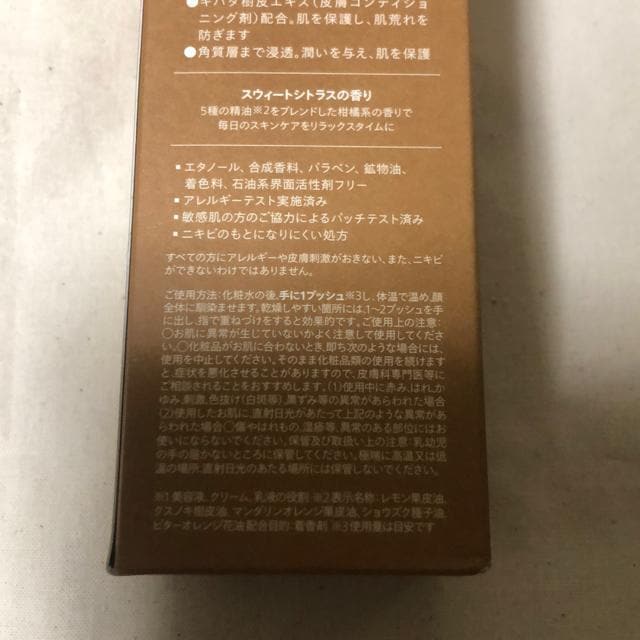 ●キハダ樹皮エキス(皮膚コンディショ
ニング剤)配合。肌を保護し、肌荒れを
防ぎます
●角質層まで浸透。潤いを与え、肌を保護
スウィートシトラスの香り
5種の精油※2をブレンドした柑橘系の香りで
毎日のスキンケアをリラックスタイムに
■エタノール、合成香料、パラベン、鉱物油、
着色料、石油系界面活性剤フリー
■アレルギーテスト実施済み
■敏感肌の方のご協力によるパッチテスト済み
■ニキビのもとになりにくい処方
すべての方にアレルギーや皮膚刺激がおきない、また、ニキビ
ができないわけではありません。
ご使用方法:化粧水の後、手に1プッシュ※3し、体温で温め、顔
全体に馴染ませます。乾燥しやすい箇所には、1〜2プッシュを手
に出し、指で重ねづけをすると効果的です。ご使用上の注意:
○お肌に異常が生じていないかよく注意して使用してくださ
い。○化粧品がお肌に合わないとき、即ち次のような場合には、
使用を中止してください。そのまま化粧品類の使用を続けます
と、症状を悪化させることがありますので、皮膚科専門医等に
ご相談されることをおすすめします。(1)使用中に赤み、はれ、か
ゆみ、刺激、色抜け(白斑等)、黒ずみ等の異常があらわれた場合
(2)使用したお肌に、直射日光があたって上記のような異常があ
らわれた場合○傷やはれもの、湿疹等、異常のある部位にはお
使いにならないでください。保管及び取扱い上の注意:乳幼児
の手の届かないところに保管してください。極端に高温又は低
温の場所、直射日光のあたる場所には保管しないでください。
※1 美容液、クリーム、乳液の役割 ※2表示名称:レモン果皮油、
クスノキ樹皮油、マンダリンオレンジ果皮油、ショウズク種子油、
ビターオレンジ花油配合目的:着香剤 ※3使用量は目安です